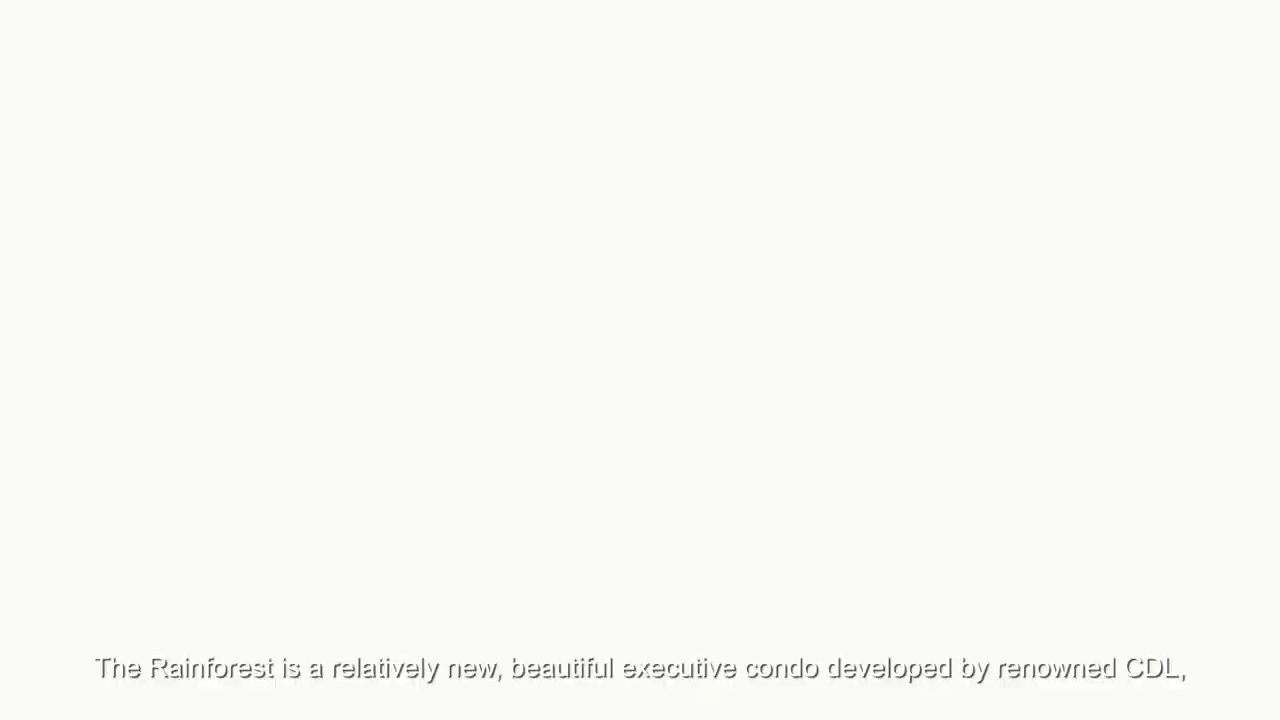 The Rainforest is a relatively new, beautiful executive condo developed by renowned CDL,